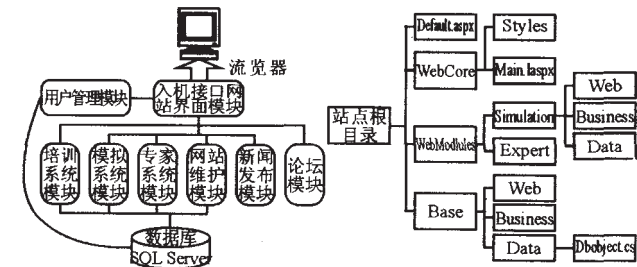 流览器
用户管理模块
入机接口网
站界面模块
培训
系统
模块
模拟
系统
模块
专家
系统
模块
网站
维护
模块
新闻
发布
模块
论坛
模块
数据库
SQL Server
站点根
目录
Default.aspx
WebCore
Styles
Main.laspx
WebModules
Simulation
Expert
Web
Business
Data
Base
Web
Business
Data
Dbobject.cs